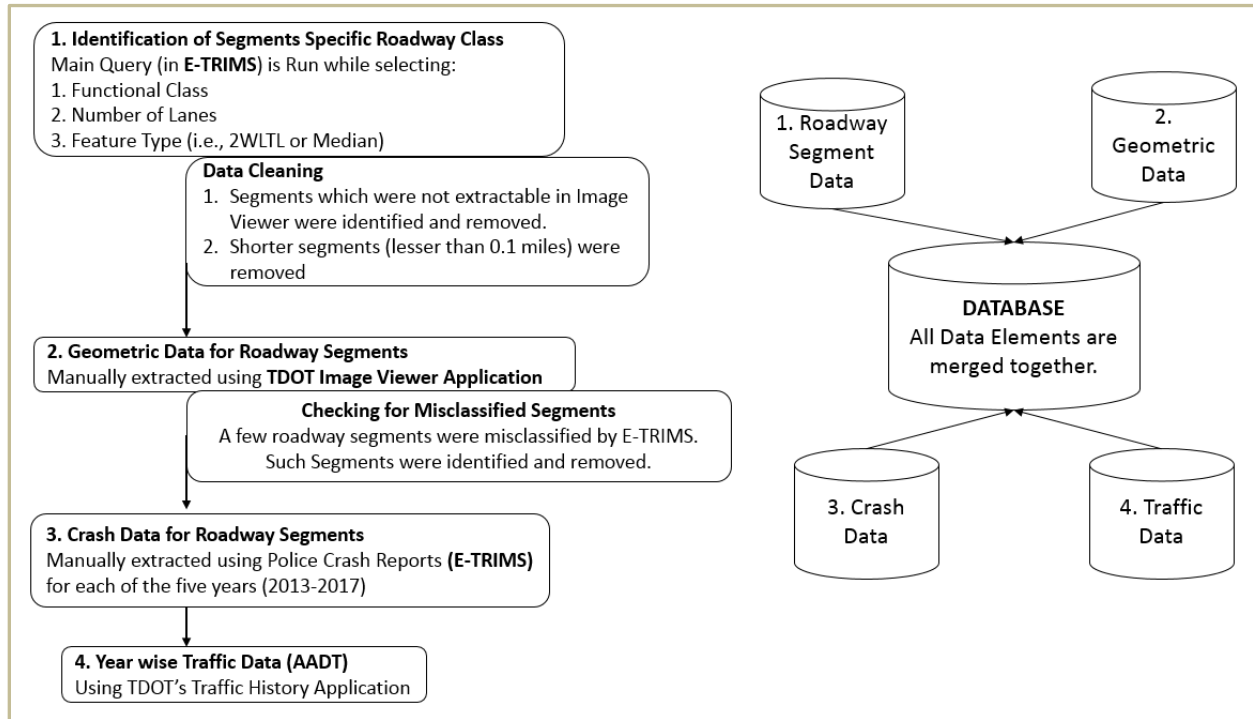 1. Identification of Segments Specific Roadway Class
Main Query (in E-TRIMS) is Run while selecting:
1. Functional Class
2. Number of Lanes
3. Feature Type (i.e., 2WLTL or Median)
Data Cleaning
1. Segments which were not extractable in Image
Viewer were identified and removed.
2. Shorter segments (lesser than 0.1 miles) were
removed
2. Geometric Data for Roadway Segments
Manually extracted using TDOT Image Viewer Application
Checking for Misclassified Segments
A few roadway segments were misclassified by E-TRIMS.
Such Segments were identified and removed.
3. Crash Data for Roadway Segments
Manually extracted using Police Crash Reports (E-TRIMS)
for each of the five years (2013-2017)
4. Year wise Traffic Data (AADT)
Using TDOT's Traffic History Application
1. Roadway
Segment
Data
2.
Geometric
Data
DATABASE
All Data Elements are
merged together.
3. Crash
Data
4. Traffic
Data